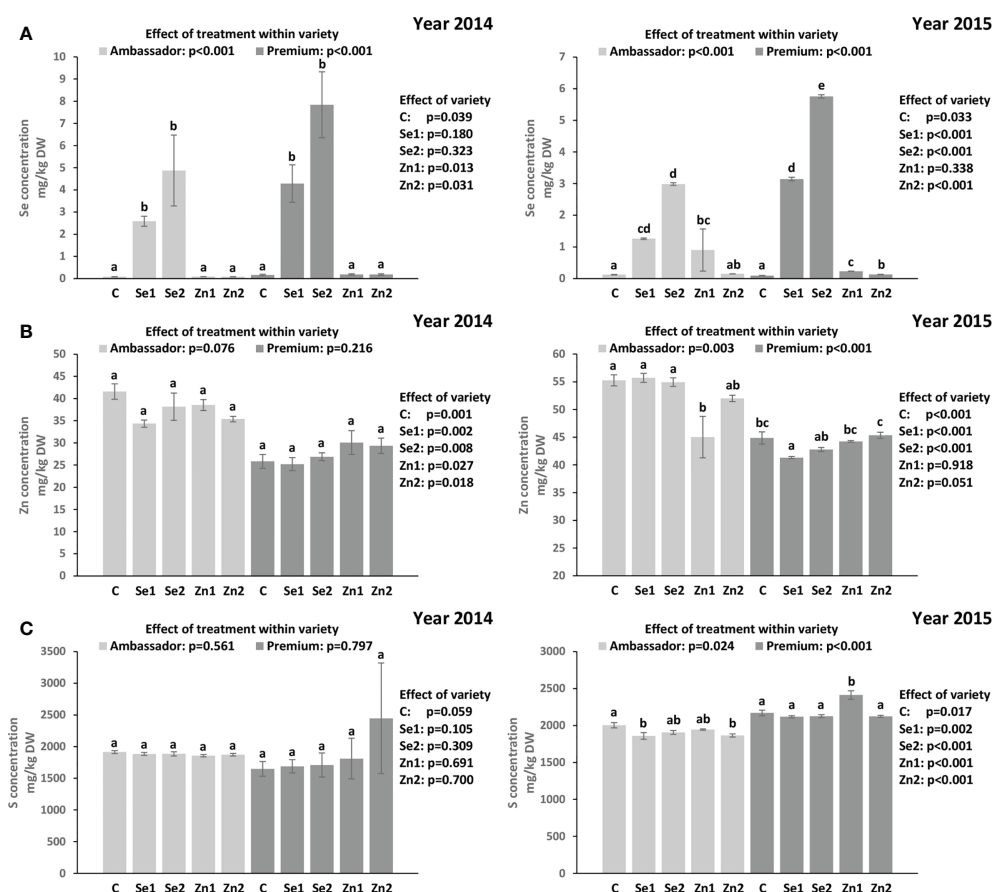 A
Year 2014
Effect of treatment within variety
Ambassador: p<0.001 Premium: p<0.001
Se concentration
mg/kg DW
10
9
8
7
6
5
4
3
2
1
0
a b b a a a b b a a
C Se1 Se2 Zn1 Zn2 C Se1 Se2 Zn1 Zn2
Effect of variety
C: p=0.039
Se1: p=0.180
Se2: p=0.323
Zn1: p=0.013
Zn2: p=0.031
Year 2015
Effect of treatment within variety
Ambassador: p<0.001 Premium: p<0.001
Se concentration
mg/kg DW
7
6
5
4
3
2
1
0
a cd d bc ab a d e c b
C Se1 Se2 Zn1 Zn2 C Se1 Se2 Zn1 Zn2
Effect of variety
C: p=0.033
Se1: p<0.001
Se2: p<0.001
Zn1: p=0.338
Zn2: p<0.001
B
Year 2014
Effect of treatment within variety
Ambassador: p=0.076 Premium: p=0.216
Zn concentration
mg/kg DW
50
45
40
35
30
25
20
15
10
5
0
a a a a a a a a a a
C Se1 Se2 Zn1 Zn2 C Se1 Se2 Zn1 Zn2
Effect of variety
C: p=0.001
Se1: p=0.002
Se2: p=0.008
Zn1: p=0.027
Zn2: p=0.018
Year 2015
Effect of treatment within variety
Ambassador: p=0.003 Premium: p<0.001
Zn concentration
mg/kg DW
60
55
50
45
40
35
30
25
20
a a a b ab bc a ab bc c
C Se1 Se2 Zn1 Zn2 C Se1 Se2 Zn1 Zn2
Effect of variety
C: p<0.001
Se1: p<0.001
Se2: p<0.001
Zn1: p=0.918
Zn2: p=0.051
C
Year 2014
Effect of treatment within variety
Ambassador: p=0.561 Premium: p=0.797
S concentration
mg/kg DW
3500
3000
2500
2000
1500
1000
500
0
a a a a a a a a a a
C Se1 Se2 Zn1 Zn2 C Se1 Se2 Zn1 Zn2
Effect of variety
C: p=0.059
Se1: p=0.105
Se2: p=0.309
Zn1: p=0.691
Zn2: p=0.700
Year 2015
Effect of treatment within variety
Ambassador: p=0.024 Premium: p<0.001
S concentration
mg/kg DW
3000
2500
2000
1500
1000
500
0
a b ab ab b a a a b a
C Se1 Se2 Zn1 Zn2 C Se1 Se2 Zn1 Zn2
Effect of variety
C: p=0.017
Se1: p=0.002
Se2: p<0.001
Zn1: p<0.001
Zn2: p<0.001